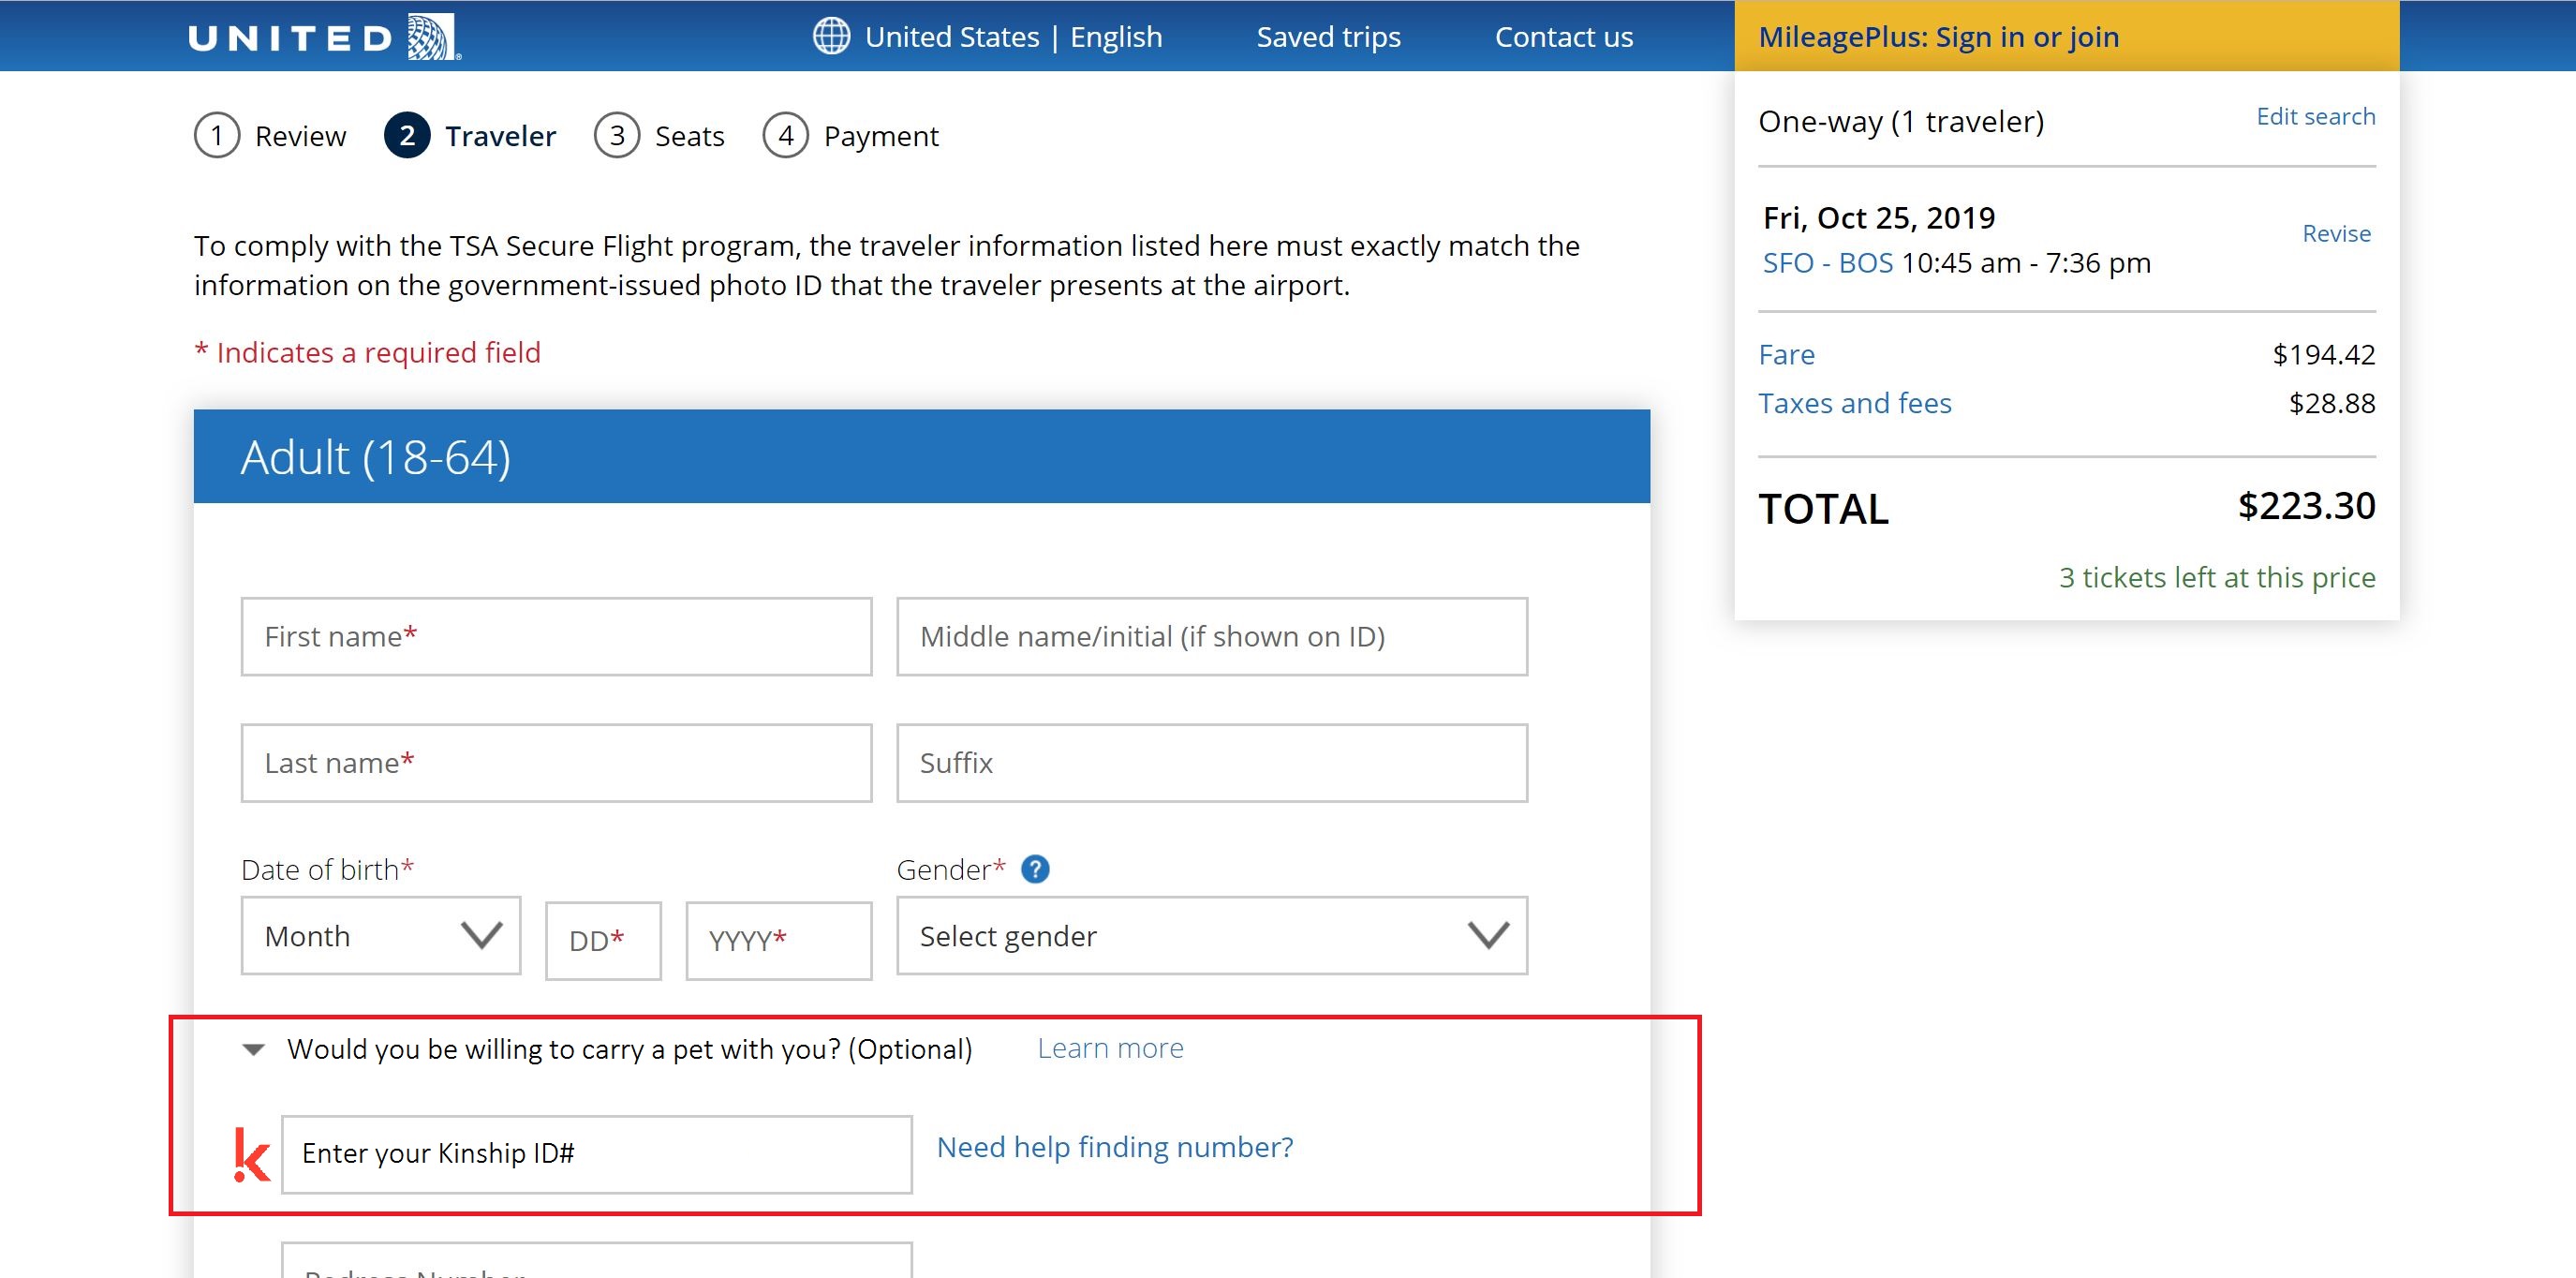 UNITED
United States | English
Saved trips
Contact us
MileagePlus: Sign in or join
1 Review
2 Traveler
3 Seats
4 Payment
To comply with the TSA Secure Flight program, the traveler information listed here must exactly match the
information on the government-issued photo ID that the traveler presents at the airport.
* Indicates a required field
Adult (18-64)
First name*
Middle name/initial (if shown on ID)
Last name*
Suffix
Date of birth*
Gender* ?
Month
DD*
YYYY*
Select gender
Would you be willing to carry a pet with you? (Optional)
Learn more
k
Enter your Kinship ID#
Need help finding number?
Redress Number
One-way (1 traveler)
Edit search
Fri, Oct 25, 2019
Revise
SFO - BOS 10:45 am - 7:36 pm
Fare
$194.42
Taxes and fees
$28.88
TOTAL
$223.30
3 tickets left at this price